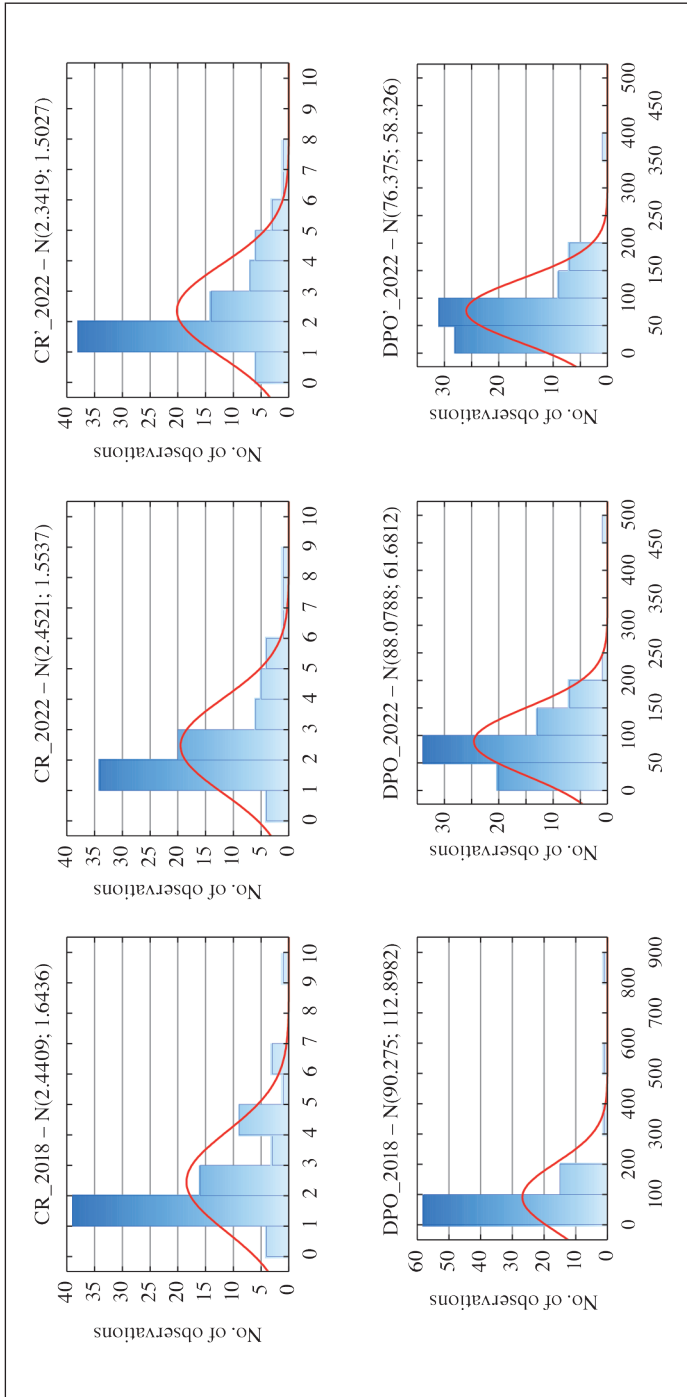 CR_2018 – N(2.4409; 1.6436)
No. of observations
40
35
30
25
20
15
10
5
0
0 1 2 3 4 5 6 7 8 9 10
CR_2022 – N(2.4521; 1.5537)
No. of observations
40
35
30
25
20
15
10
5
0
0 1 2 3 4 5 6 7 8 9 10
CR’_2022 – N(2.3419; 1.5027)
No. of observations
40
35
30
25
20
15
10
5
0
0 1 2 3 4 5 6 7 8 9 10
DPO_2018 – N(90.275; 112.8982)
No. of observations
60
50
40
30
20
10
0
0 100 200 300 400 500 600 700 800 900
DPO_2022 – N(88.0788; 61.6812)
No. of observations
30
20
10
0
0 100 200 300 400 500
50 150 250 350 450
DPO’_2022 – N(76.375; 58.326)
No. of observations
30
20
10
0
0 100 200 300 400 500
50 150 250 350 450